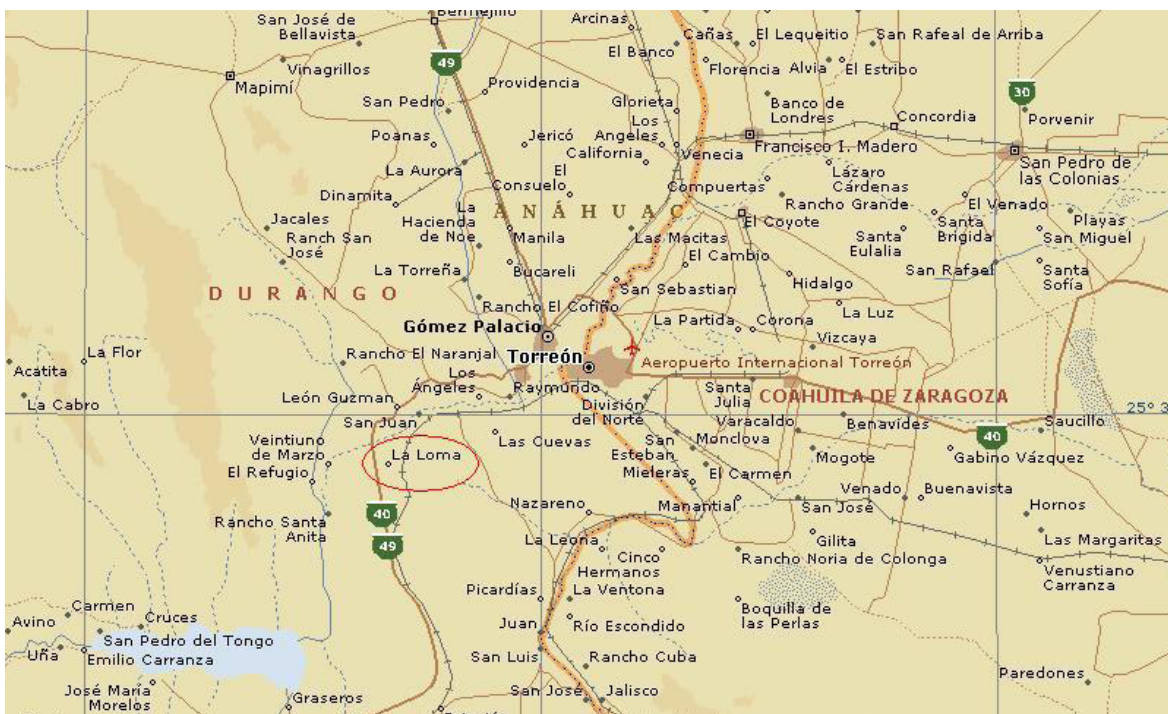 San José de
Bellavista
Bermejillo
Arcinas
Cañas
El Lequeitio
San Rafeal de Arriba
49
El Banco
Vinagrillos
Mapimí
Providencia
Florencia
Alvia
El Estribo
30
San Pedro
Glorieta
Banco de
Londres
Concordia
Porvenir
Poanas
Jericó
Los
Angeles
California
Venecia
Francisco I. Madero
San Pedro de
las Colonias
La Aurora
El
Consuelo
Compuertas
Lázaro
Cárdenas
Dinamita
Rancho Grande
El Venado
La
Hacienda
de Noe
ANÁHUAC
El Coyote
Santa
Brigida
Playas
Jacales
Ranch San
José
Manila
Las Macitas
Santa
Eulalia
San Miguel
El Cambio
La Torreña
Bucareli
San Sebastian
Hidalgo
San Rafael
Santa
Sofía
DURANGO
Rancho El Cofiño
La Luz
Gómez Palacio
La Partida
Corona
Vizcaya
La Flor
Rancho El Naranjal
Torreón
Aeropuerto Internacional Torreón
Acatita
Los
Ángeles
Raymundo
Santa
Julia
COAHUILA DE ZARAGOZA
La Cabro
León Guzman
División
del Norte
25° 3
San Juan
Varacaldo
Benavides
Saucillo
40
Veintiuno
de Marzo
Las Cuevas
San
Esteban
Monclova
La Loma
El Refugio
Mieleras
El Carmen
Mogote
Gabino Vázquez
Rancho Santa
Anita
40
Nazareno
Manantial
San José
Venado
Buenavista
Hornos
49
La Leona
Cinco
Hermanos
Gilita
Las Margaritas
Rancho Noria de Colonga
Venustiano
Carranza
Picardías
La Ventona
Boquilla de
las Perlas
Carmen
Cruces
Avino
San Pedro del Tongo
Juan
Río Escondido
Uña
Emilio Carranza
San Luis
Rancho Cuba
Paredones
José María
Morelos
Graseros
San José
Jalisco